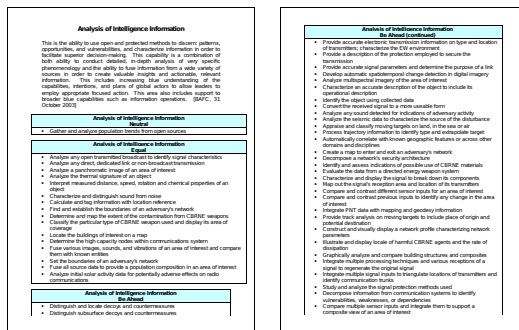 Analysis of Intelligence Information
This is the ability to use open and protected methods to discern: patterns,
opportunities, and vulnerabilities, and characterize information in order to
facilitate superior decision-making. This capability is a combination of
both ability to conduct detailed, in-depth analysis of very specific
phenomenology and the ability to fuse information from a wide variety of
sources in order to create valuable insights and actionable, relevant
information. This includes increasing blue understanding of the
capabilities, intentions, and plans of global actors to allow leaders to
employ appropriate focused action. This area also includes support to
broader blue capabilities such as information operations. [BAFC, 31
October 2003]
Analysis of Intelligence Information
Neutral
• Gather and analyze population trends from open sources
Analysis of Intelligence Information
Equal
• Analyze any open transmitted broadcast to identify signal characteristics
• Analyze any direct, dedicated link or non-broadcast transmission
• Analyze a panchromatic image of an area of interest
• Analyze the thermal signature of an object
• Interpret measured distance, speed, rotation and chemical properties of an
object
• Characterize and distinguish sound from noise
• Calculate and tag information with location reference
• Find and establish the boundaries of an adversary's network
• Determine and map the extent of the contamination from CBRNE weapons
• Classify the particular type of CBRNE weapon used and display its area of
coverage
• Locate the buildings of interest on a map
• Determine the high capacity nodes within communications system
• Fuse various images, sounds, and vibrations of an area of interest and compare
them with known entities
• Set the boundaries of an adversary's network
• Fuse all source data to provide a population composition in an area of interest
• Analyze initial solar activity data for potentially adverse effects on radio
communications
Analysis of Intelligence Information
Be Ahead
• Distinguish and locate decoys and countermeasures
• Distinguish subsurface decoys and countermeasures
Analysis of Intelligence Information
Be Ahead (continued)
• Provide accurate electronic transmission information on type and location
of transmitters; characterize the EW environment
• Provide a description of the protection employed to secure the
transmission
• Provide accurate signal parameters and determine the purpose of a link
• Develop automatic spatiotemporal change detection in digital imagery
• Analyze multispectral imagery of the area of interest
• Characterize an accurate description of the object to include its
operational description
• Identify the object using collected data
• Convert the received signal to a more useable form
• Analyze any sound detected for indications of adversary activity
• Analyze the seismic data to characterize the source of the disturbance
• Appraise and classify moving targets on land, in the sea or air
• Process trajectory information to identify type and extrapolate target
• Automatically correlate with known geographic features or across other
domains and disciplines
• Create a map to enter and exit an adversary's network
• Decompose a network's security architecture
• Identify and assess indications of possible use of CBRNE materials
• Evaluate the data from a directed energy weapon system
• Characterize and display the signal to break down its components
• Map out the signal's reception area and location of its transmitters
• Compare and contrast different sensor inputs for an area of interest
• Compare and contrast previous inputs to identify any change in the area
of interest
• Integrate PNT data with mapping and geodesy information
• Provide track analysis on moving targets to include place of origin and
potential destination
• Construct and visually display a network profile characterizing network
parameters
• Illustrate and display locale of harmful CBRNE agents and the rate of
dissipation
• Graphically analyze and compare building structures and composites
• Integrate multiple processing techniques and various receptions of a
signal to regenerate the original signal
• Integrate multiple signal inputs to triangulate locations of transmitters and
identify communication trunks
• Study and analyze the signal protection methods used
• Decompose information from communication systems to identify
vulnerabilities, weaknesses, or dependencies
• Compare multiple sensor inputs and integrate them to support a
composite view of an area of interest